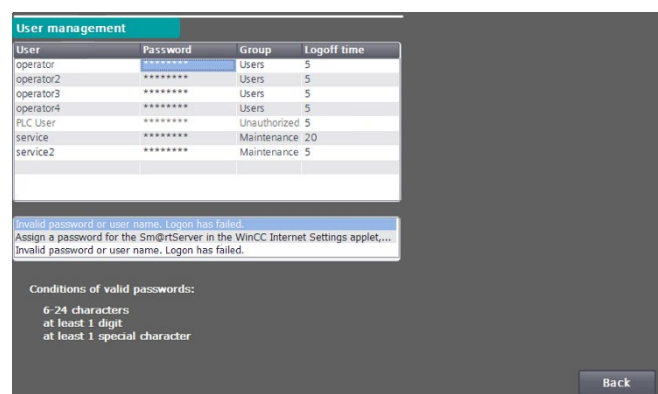 User management
User Password Group Logoff time
operator ******** Users 5
operator2 ******** Users 5
operator3 ******** Users 5
operator4 ******** Users 5
PLC User ******** Unauthorized 5
service ******** Maintenance 20
service2 ******** Maintenance 5
Invalid password or user name. Logon has failed.
Assign a password for the Sm@rtServer in the WinCC Internet Settings applet,...
Invalid password or user name. Logon has failed.
Conditions of valid passwords:
6-24 characters
at least 1 digit
at least 1 special character
Back